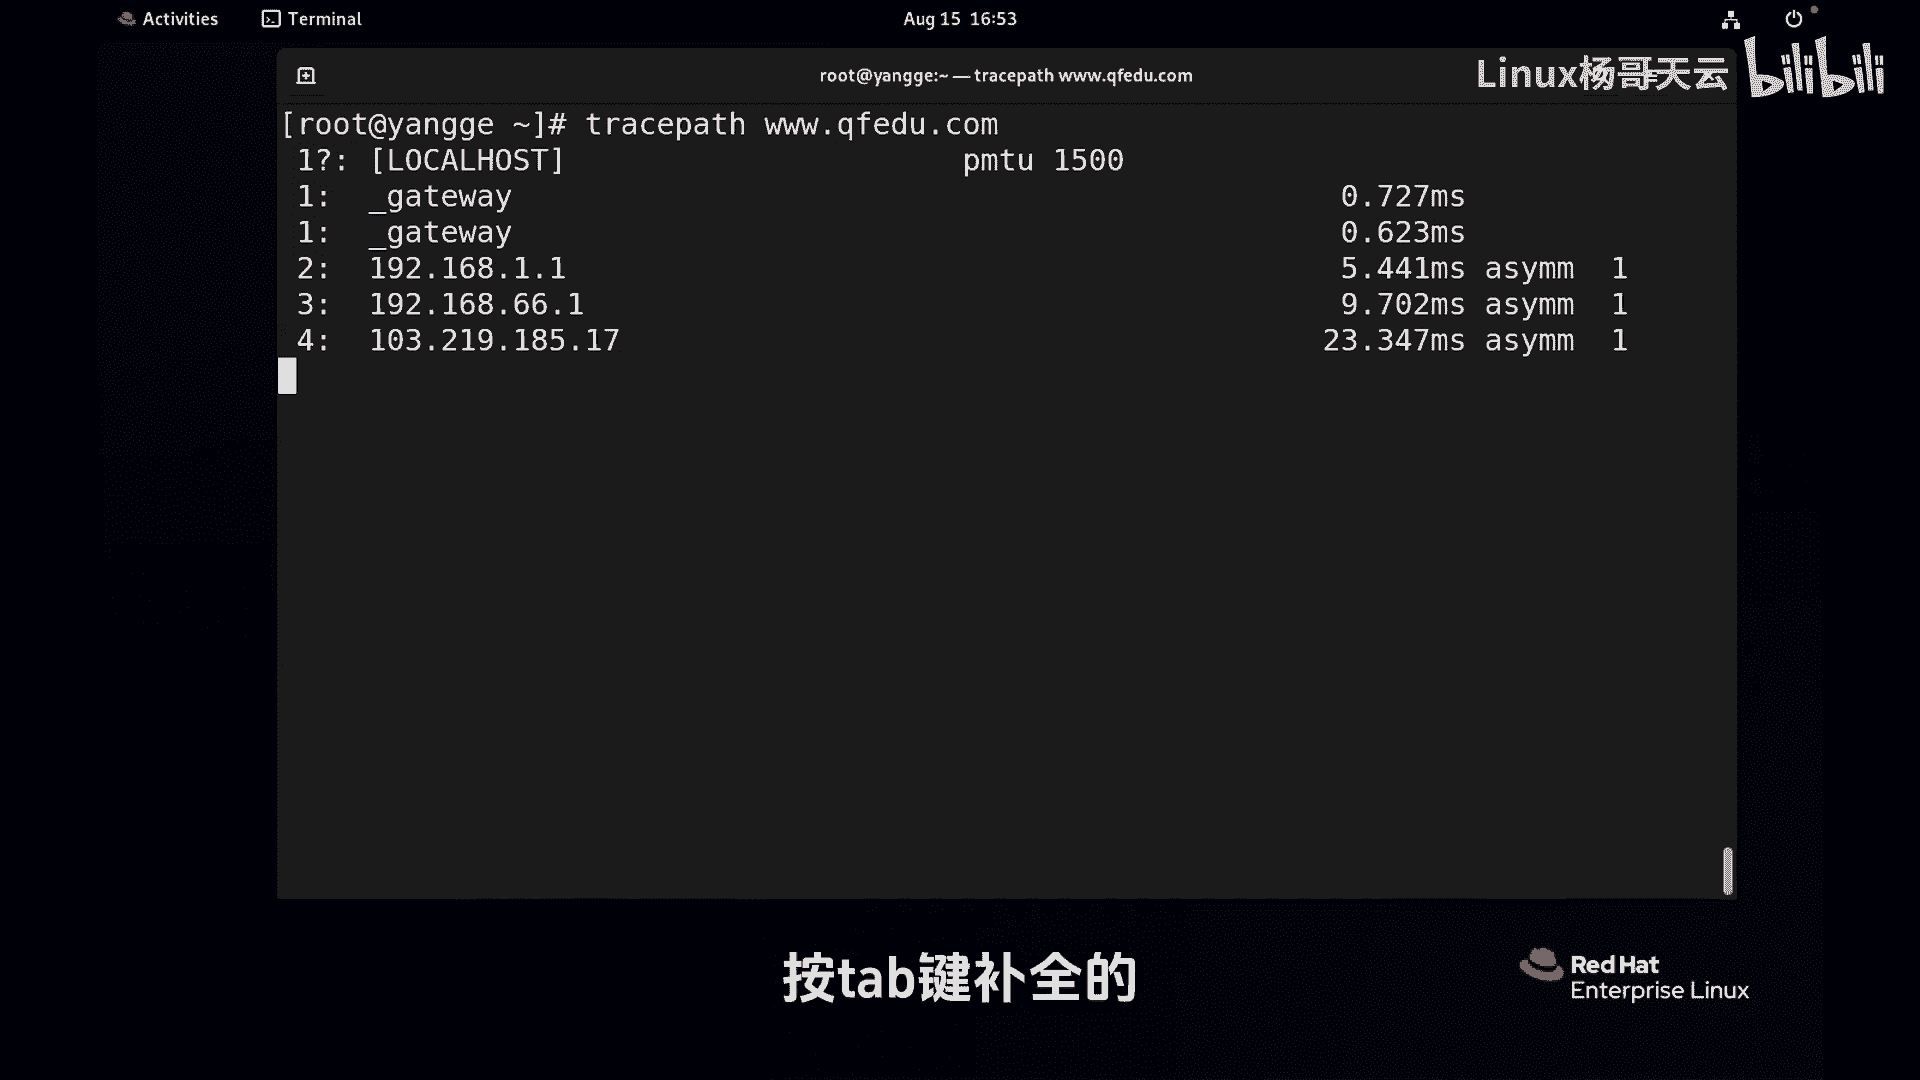 Activities Terminal Aug 15 16:53
root@yangge:~ — tracepath www.qfedu.com
Linux杨哥天云 bilibili
[root@yangge ~]# tracepath www.qfedu.com
1?: [LOCALHOST] pmtu 1500
1: _gateway 0.727ms
1: _gateway 0.623ms
2: 192.168.1.1 5.441ms asymm 1
3: 192.168.66.1 9.702ms asymm 1
4: 103.219.185.17 23.347ms asymm 1
按tab键补全的
Red Hat
Enterprise Linux